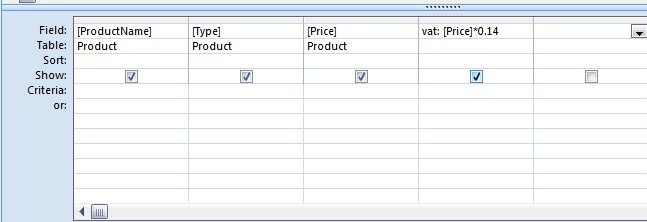 Field: [ProductName] [Type] [Price] vat: [Price]*0.14
Table: Product Product Product
Sort:
Show:
Criteria:
or: